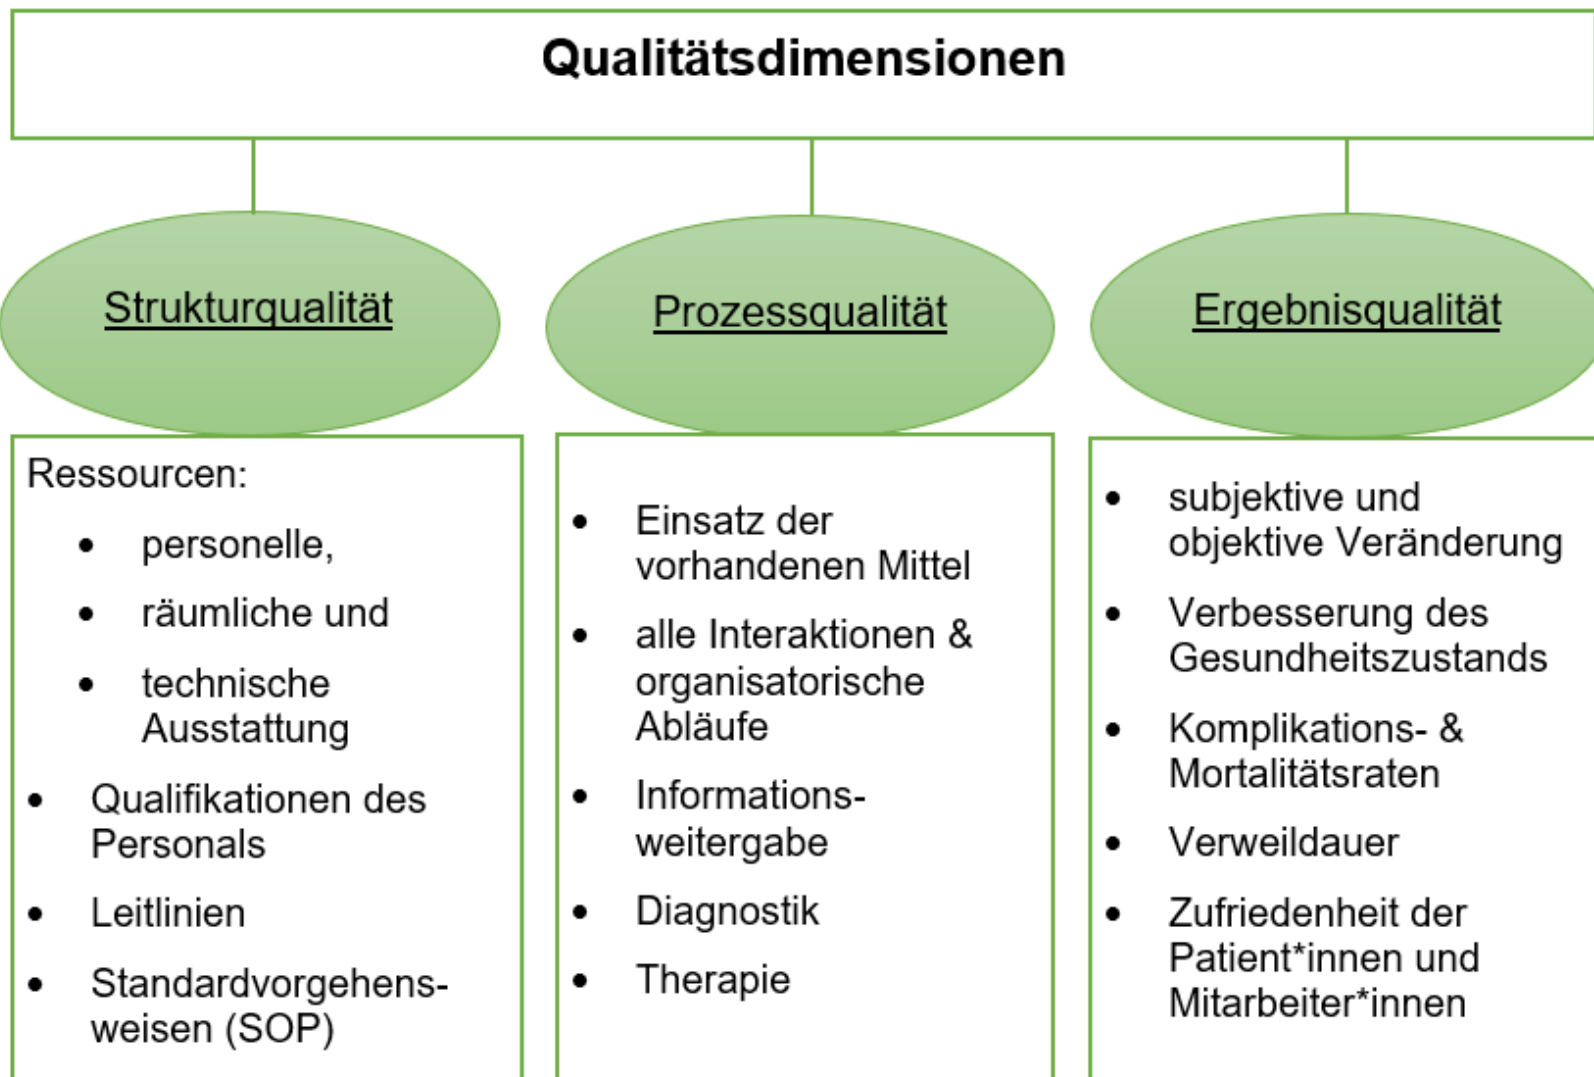 Qualitätsdimensionen
Strukturqualität
Ressourcen:
• personelle,
• räumliche und
• technische
Ausstattung
• Qualifikationen des
Personals
• Leitlinien
• Standardvorgehens-
weisen (SOP)
Prozessqualität
• Einsatz der
vorhandenen Mittel
• alle Interaktionen &
organisatorische
Abläufe
• Informations-
weitergabe
• Diagnostik
• Therapie
Ergebnisqualität
• subjektive und
objektive Veränderung
• Verbesserung des
Gesundheitszustands
• Komplikations- &
Mortalitätsraten
• Verweildauer
• Zufriedenheit der
Patient*innen und
Mitarbeiter*innen